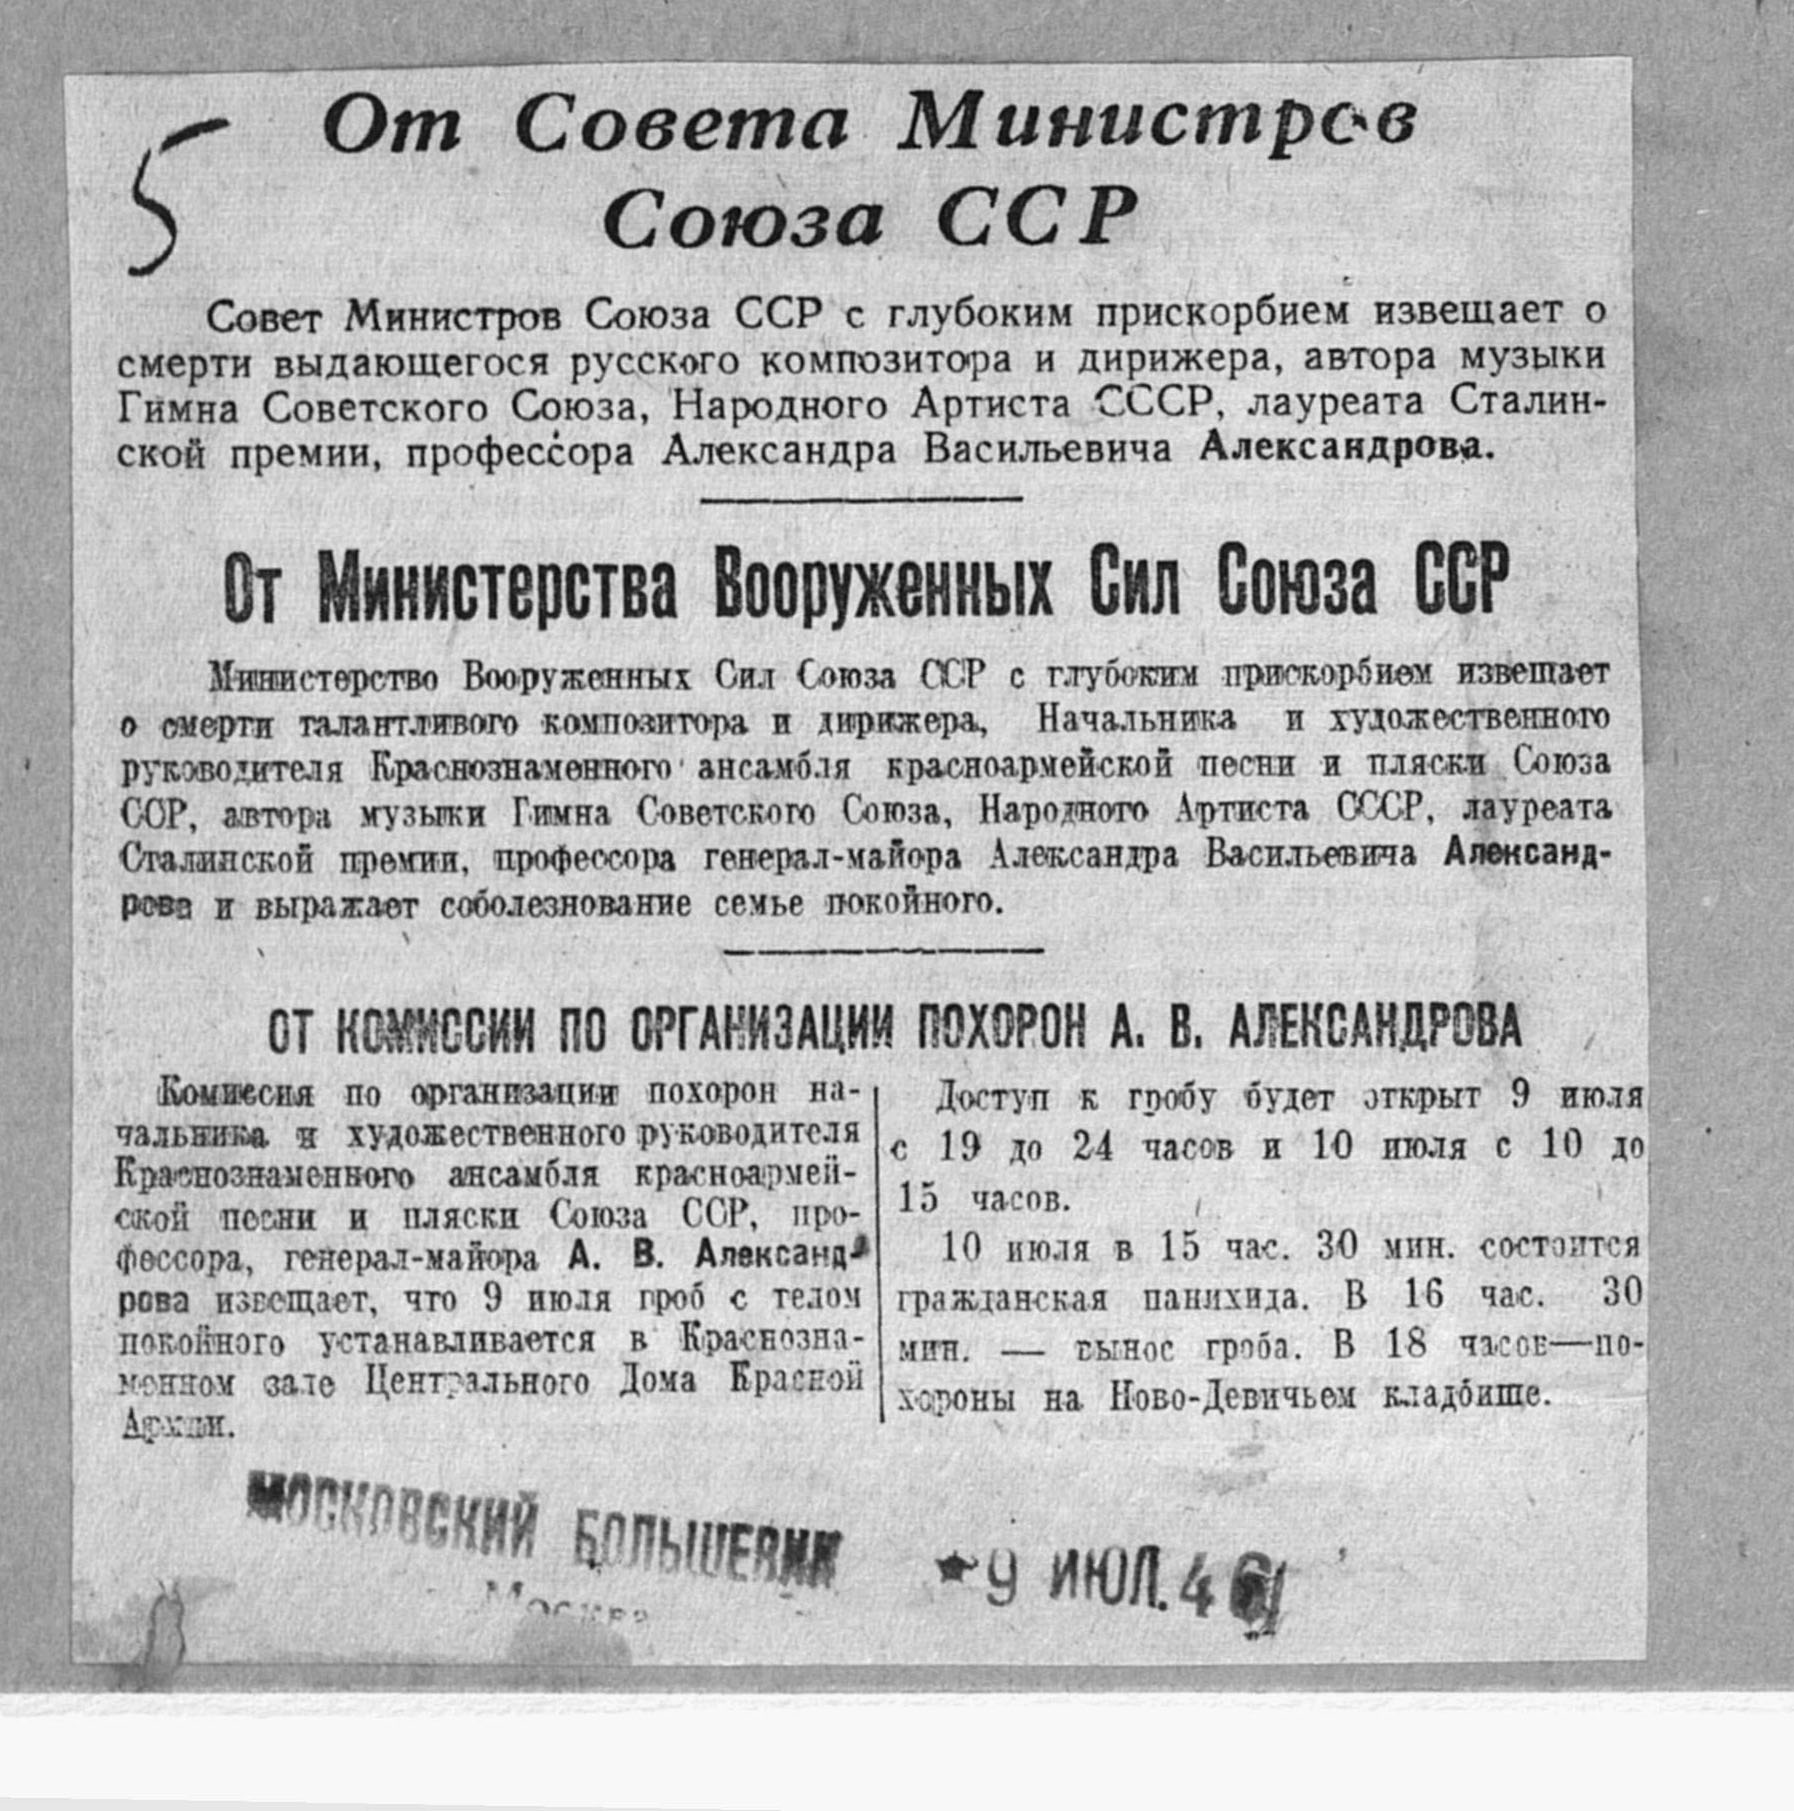 5
От Совета Министров
Союза ССР
Совет Министров Союза ССР с глубоким прискорбием извещает о
смерти выдающегося русского композитора и дирижера, автора музыки
Гимна Советского Союза, Народного Артиста СССР, лауреата Сталин-
ской премии, профессора Александра Васильевича Александрова.
От Министерства Вооруженных Сил Союза ССР
Министерство Вооруженных Сил Союза ССР с глубоким прискорбием извещает
о смерти талантливого композитора и дирижера, Начальника и художественного
руководителя Краснознаменного ансамбля красноармейской песни и пляски Союза
ССР, автора музыки Гимна Советского Союза, Народного Артиста СССР, лауреата
Сталинской премии, профессора генерал-майора Александра Васильевича Александ-
рова и выражает соболезнование семье покойного.
ОТ КОМИССИИ ПО ОРГАНИЗАЦИИ ПОХОРОН А. В. АЛЕКСАНДРОВА
Комиссия по организации похорон на-
чальника и художественного руководителя
Краснознаменного ансамбля красноармей-
ской песни и пляски Союза ССР, про-
фессора, генерал-майора А. В. Александ-
рова извещает, что 9 июля гроб с телом
покойного устанавливается в Краснозна-
менном зале Центрального Дома Красной
Армии.
Доступ к гробу будет открыт 9 июля
с 19 до 24 часов и 10 июля с 10 до
15 часов.
10 июля в 15 час. 30 мин. состоится
гражданская панихида. В 16 час. 30
мин. — вынос гроба. В 18 часов—по-
хороны на Ново-Девичьем кладбище.
МОСКОВСКИЙ БОЛЬШЕВИК
Москва
9 ИЮЛ. 46